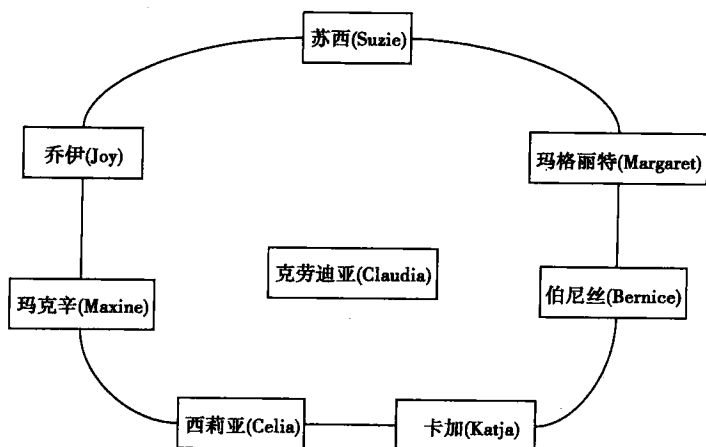 苏西(Suzie)
乔伊(Joy)
玛格丽特(Margaret)
克劳迪亚(Claudia)
玛克辛(Maxine)
伯尼丝(Bernice)
西莉亚(Celia)
卡加(Katja)